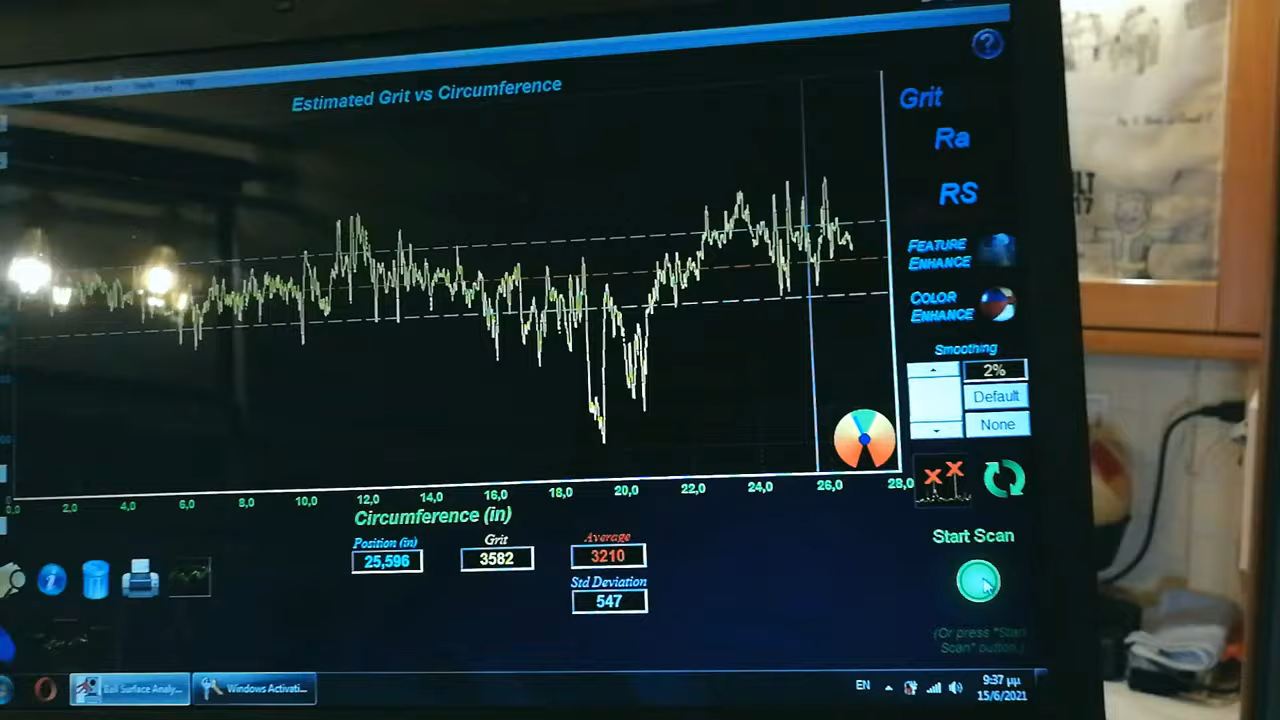 Estimated Grit vs Circumference
Grit
Ra
RS
FEATURE
ENHANCE
COLOR
ENHANCE
Smoothing
2%
Default
None
0,0 2,0 4,0 6,0 8,0 10,0 12,0 14,0 16,0 18,0 20,0 22,0 24,0 26,0 28,0
Circumference (in)
Position (in) Grit Average
25,596 3582 3210
Std Deviation
547
Start Scan
(Or press "Start
Scan" button.)
Ball Surface Analy... Windows Activati...
EN
9:37 μμ
15/6/2021